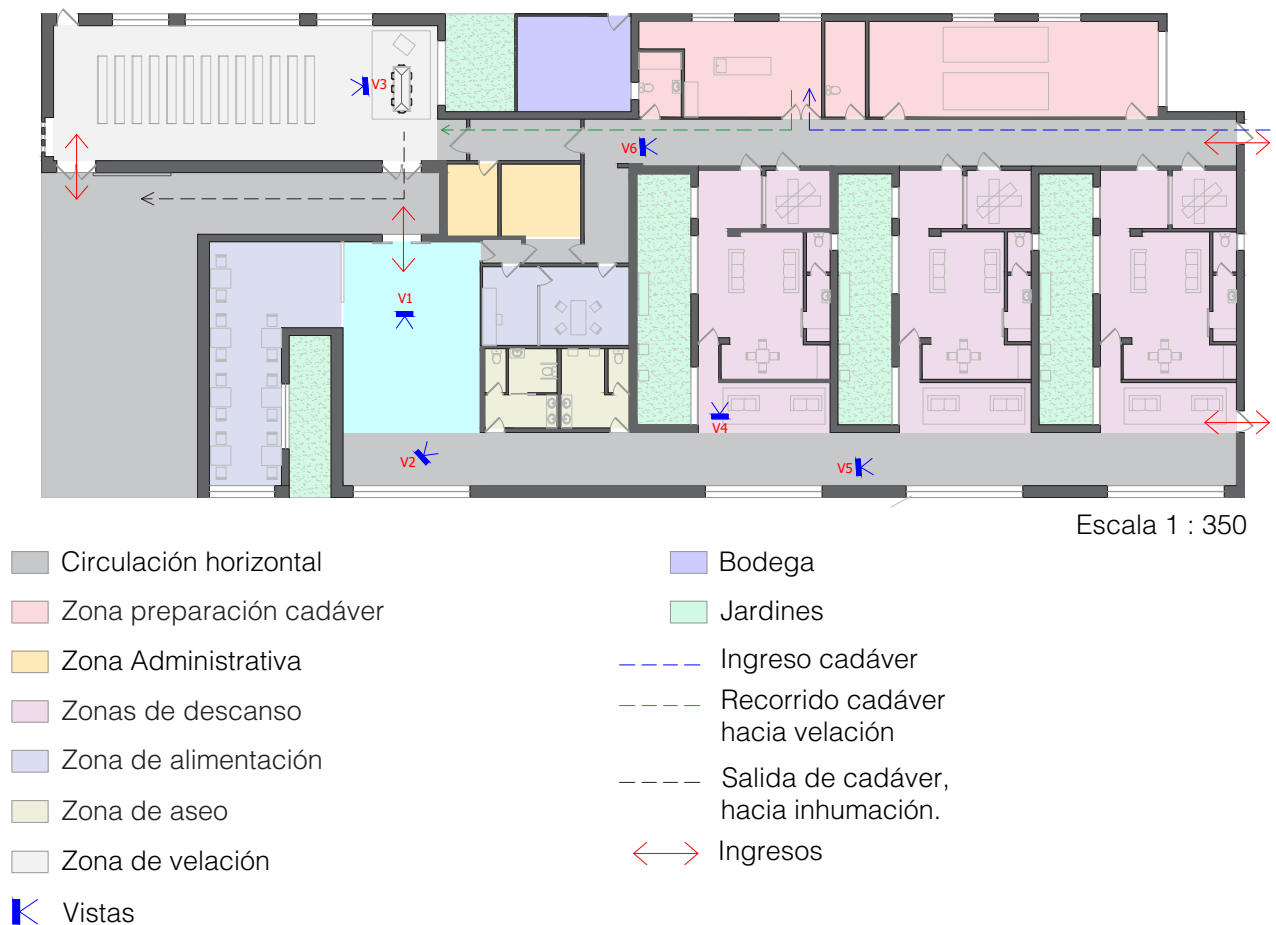 V3
V6
V1
V4
V2
V5
Escala 1 : 350
Circulación horizontal
Zona preparación cadáver
Zona Administrativa
Zonas de descanso
Zona de alimentación
Zona de aseo
Zona de velación
Vistas
Bodega
Jardines
Ingreso cadáver
Recorrido cadáver
hacia velación
Salida de cadáver,
hacia inhumación.
Ingresos